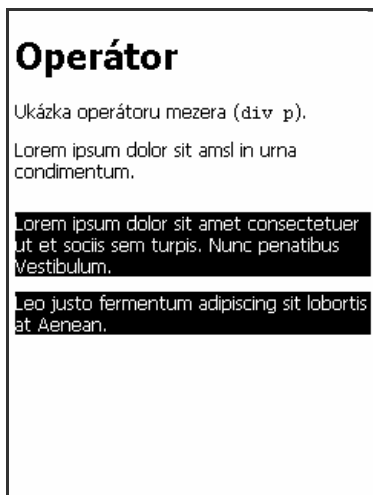 Operátor
Ukázka operátoru mezera (div p).
Lorem ipsum dolor sit amsl in urna
condimentum.
Lorem ipsum dolor sit amet consectetuer
ut et sociis sem turpis. Nunc penatibus
Vestibulum.
Leo justo fermentum adipiscing sit lobortis
at Aenean.